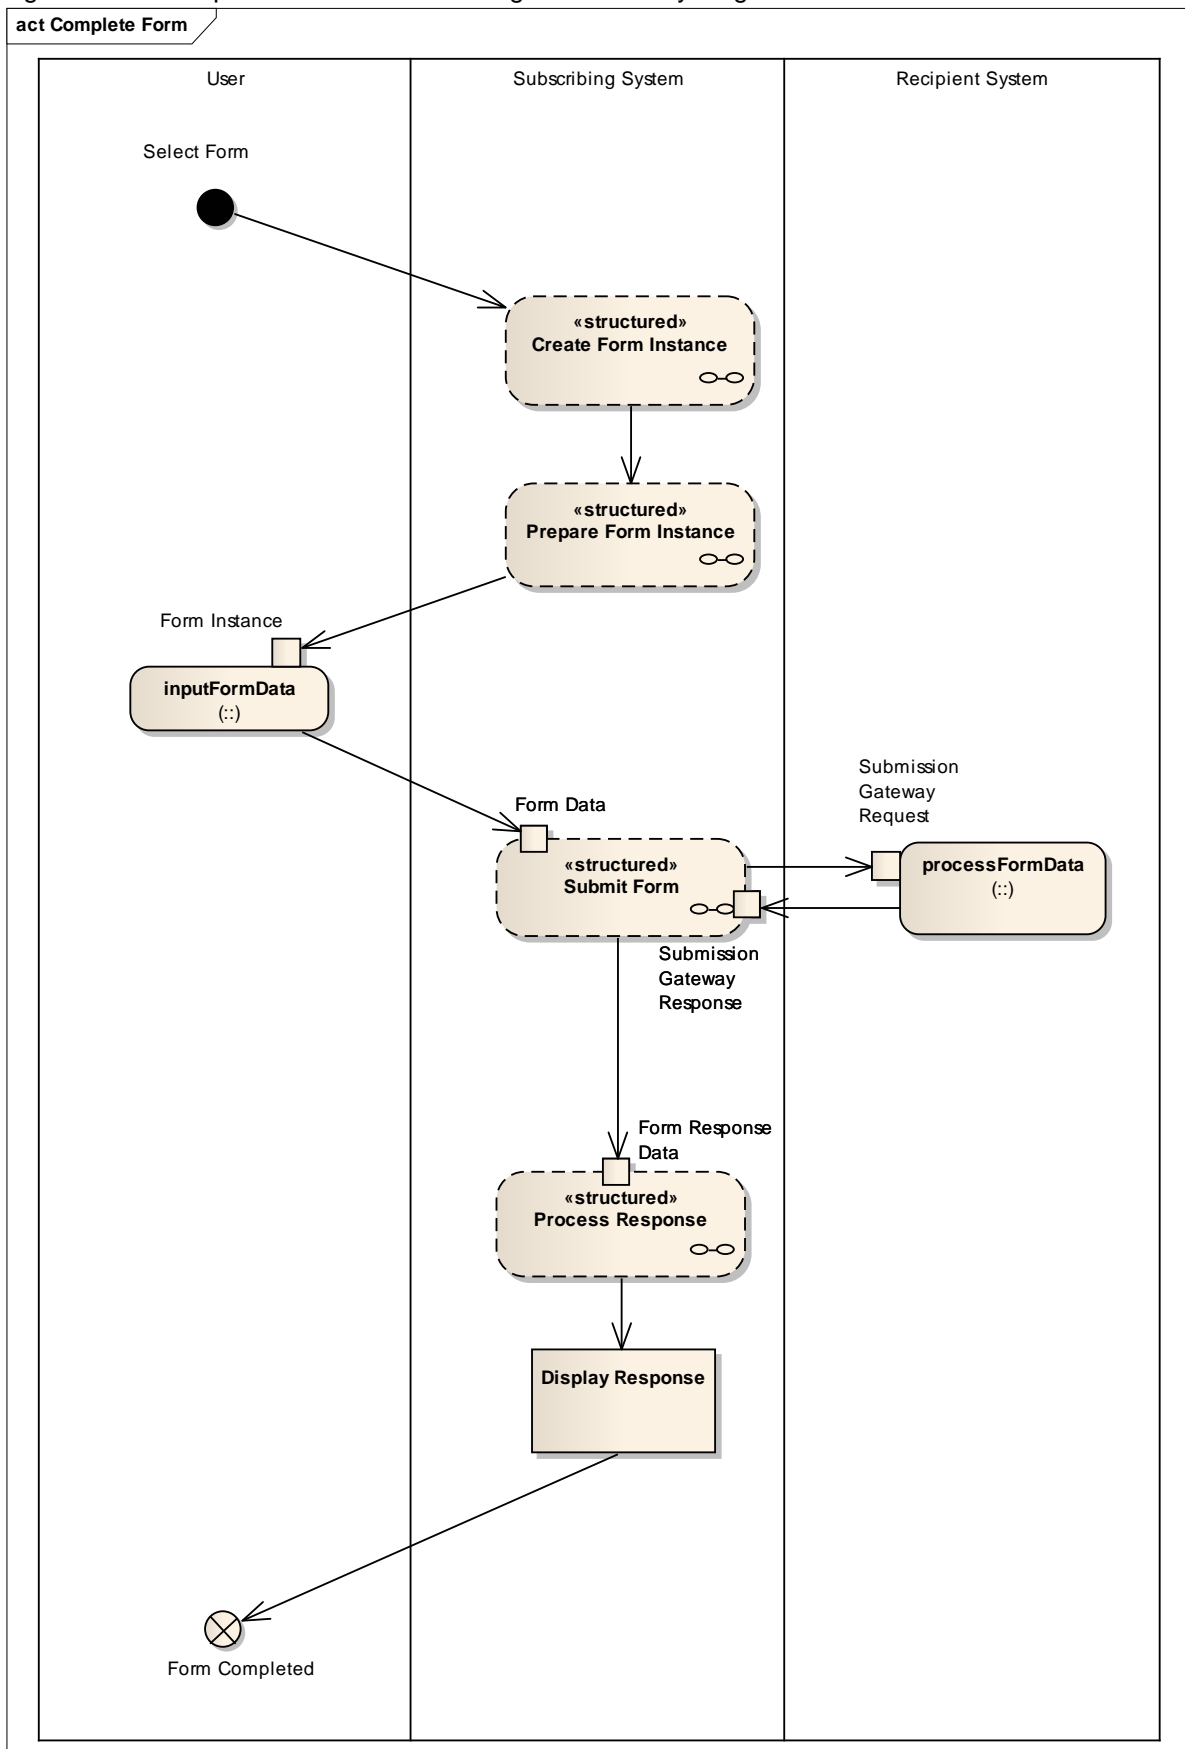 act Complete Form
User
Subscribing System
Recipient System
Select Form
«structured»
Create Form Instance
«structured»
Prepare Form Instance
Form Instance
inputFormData
(::)
Submission
Gateway
Request
Form Data
«structured»
Submit Form
processFormData
(::)
Submission
Gateway
Response
Form Response
Data
«structured»
Process Response
Display Response
Form Completed